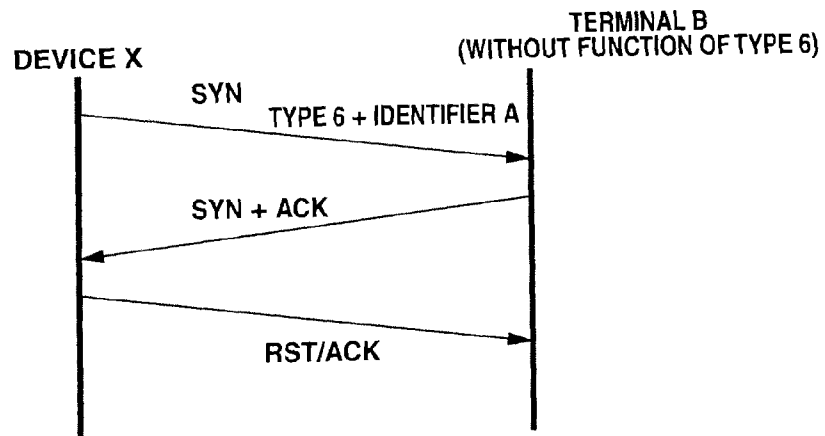 TERMINAL B
(WITHOUT FUNCTION OF TYPE 6)
DEVICE X
SYN
TYPE 6 + IDENTIFIER A
SYN + ACK
RST/ACK